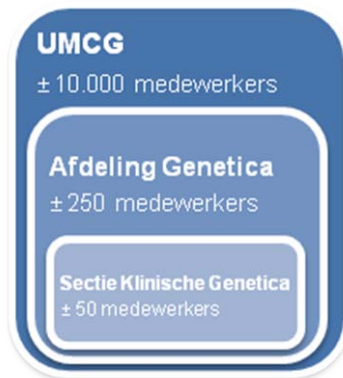 UMCG
± 10.000 medewerkers
Afdeling Genetica
± 250 medewerkers
Sectie Klinische Genetica
± 50 medewerkers